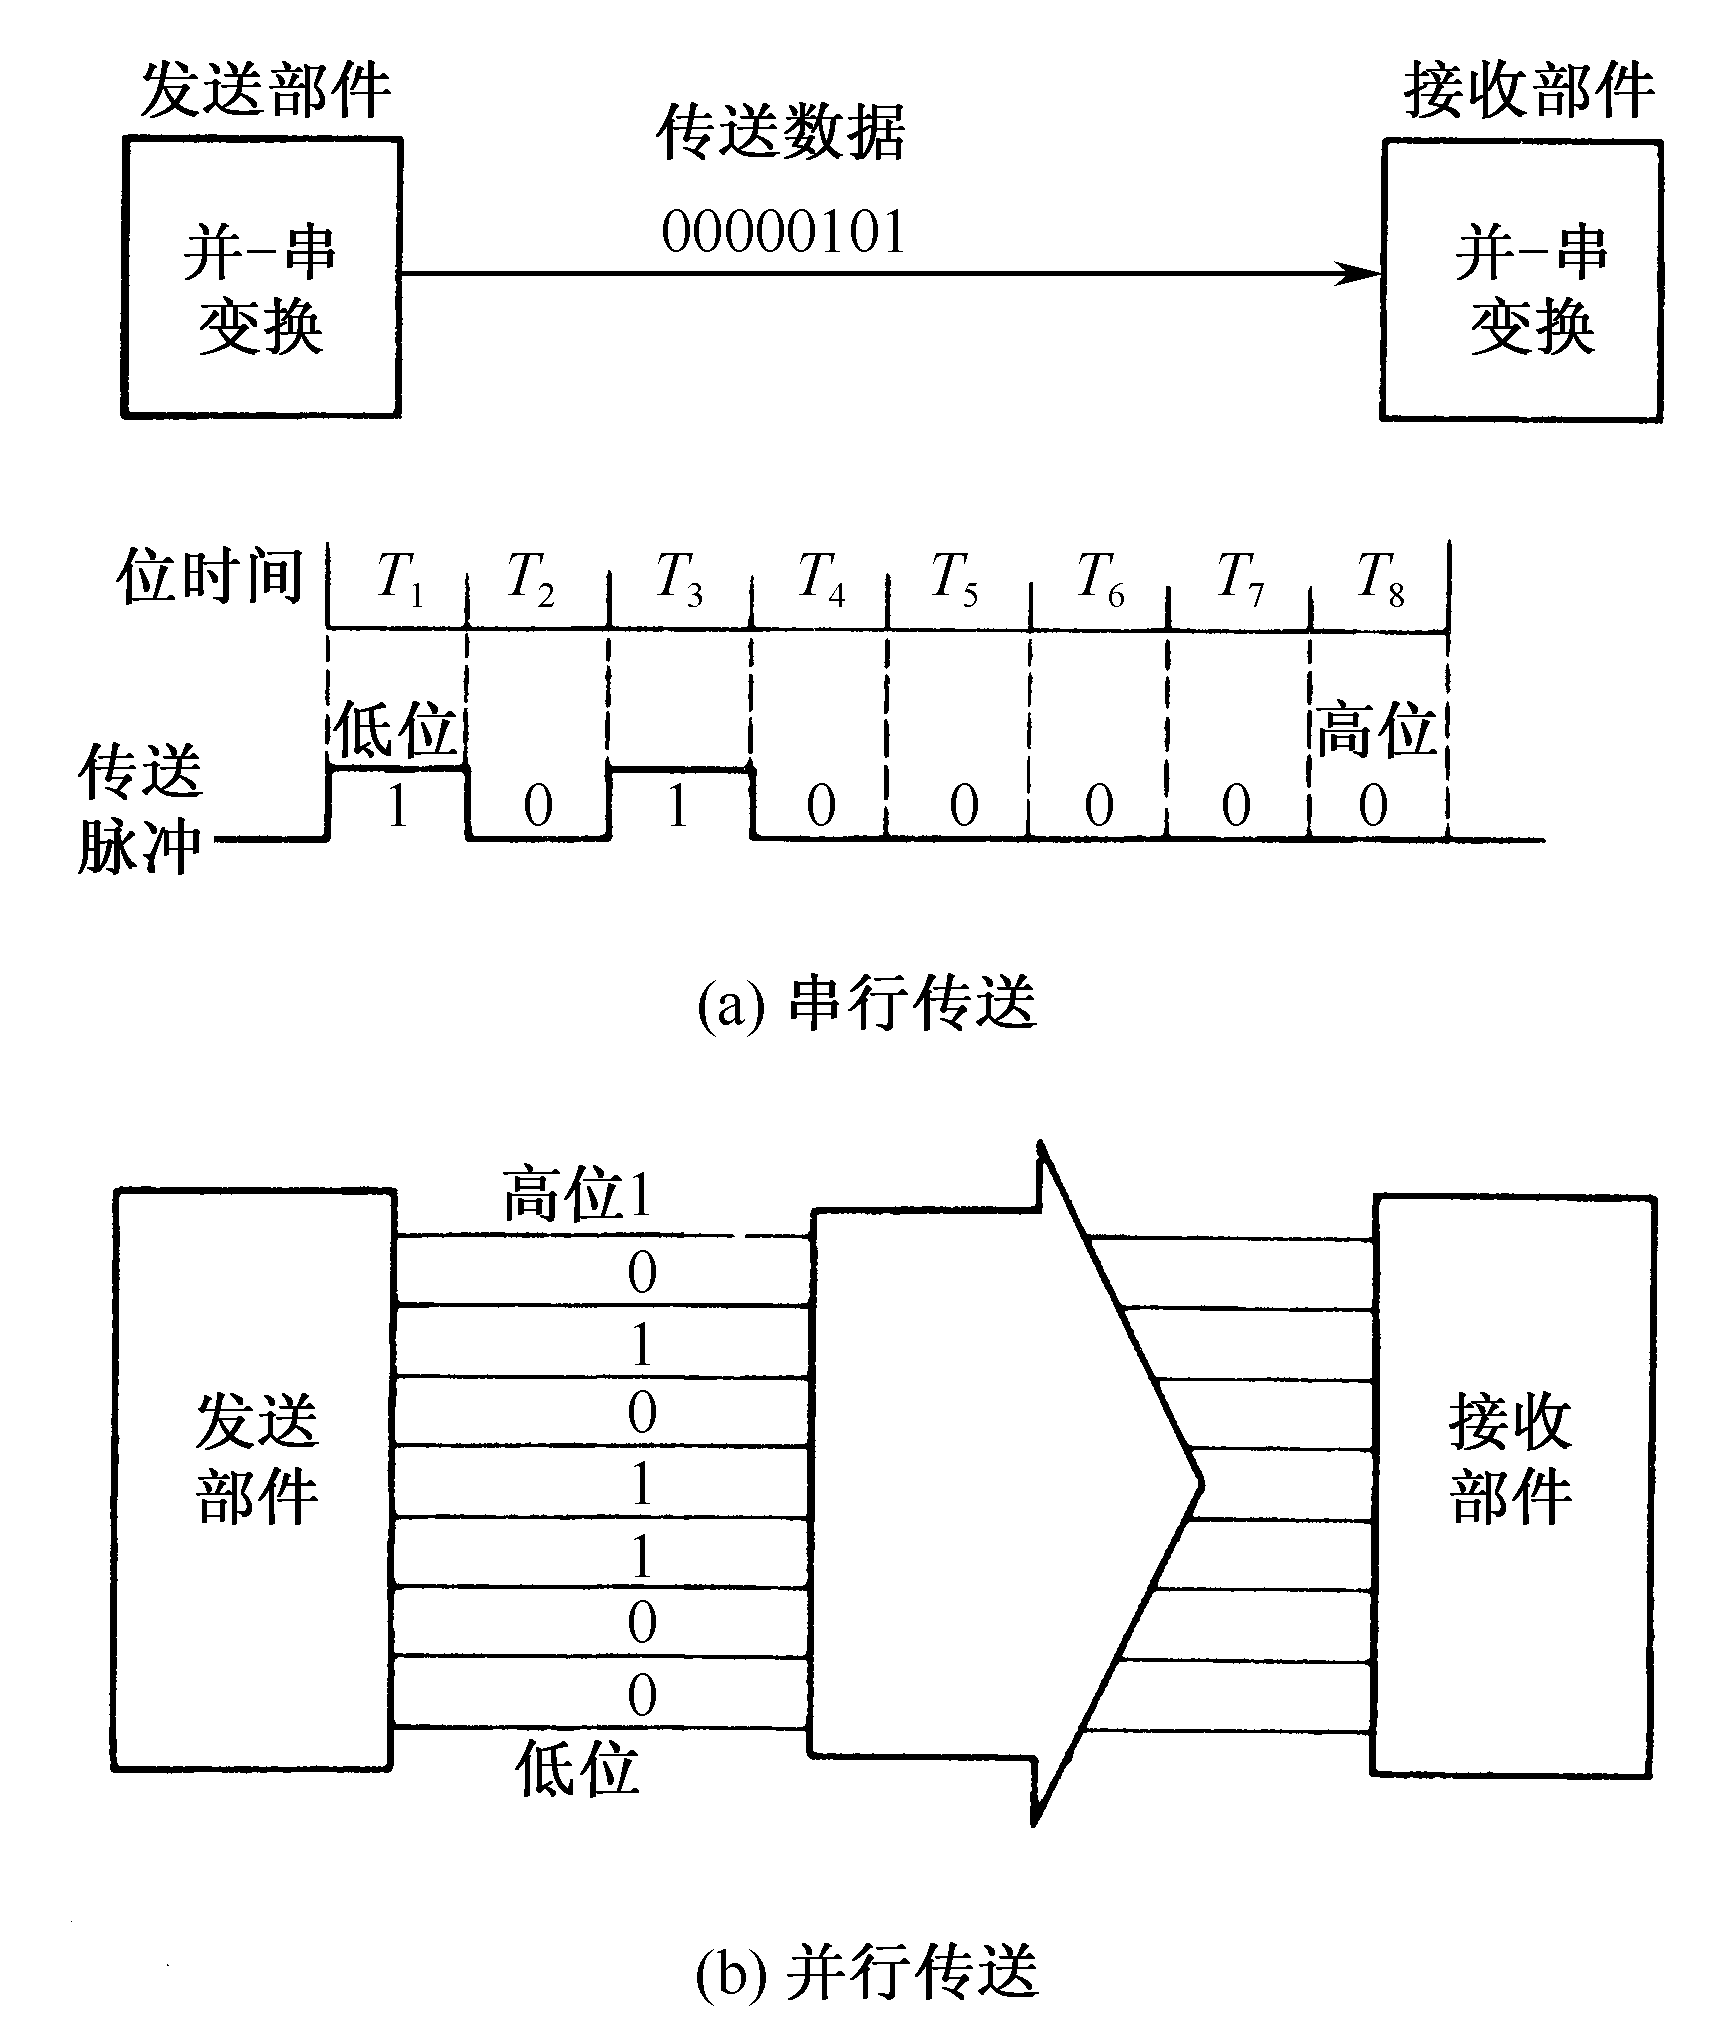 发送部件
接收部件
传送数据
00000101
并-串
变换
并-串
变换
位时间 T1 T2 T3 T4 T5 T6 T7 T8
低位 高位
传送
脉冲
1 0 1 0 0 0 0 0
(a) 串行传送
高位1
0
1
0
1
1
0
0
低位
发送
部件
接收
部件
(b) 并行传送